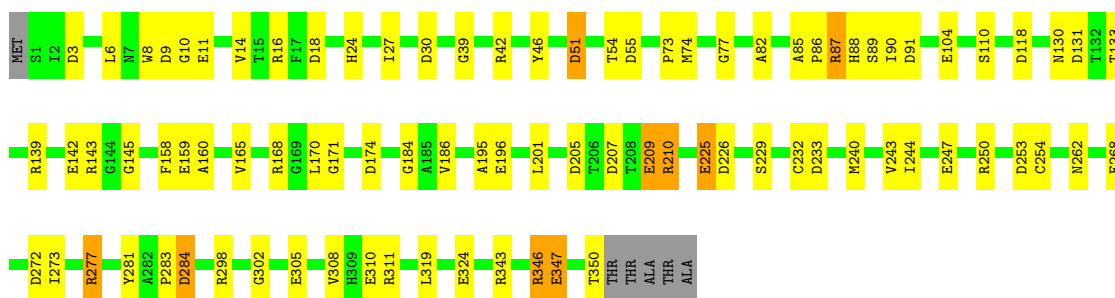 MET S1 I2 D3 L6 N7 W8 D9 G10 E11 V14 T15 R16 F17 D18 H24 I27 D30 G39 R42 Y46 D51 T54 D55 P73 M74 G77 A82 A85 P86 R87 H88 S89 I90 D91 E104 S110 D118 N130 D131 T132 T133
R139 E142 R143 G144 G145 F158 E159 A160 V165 R168 G169 L170 G171 D174 G184 A185 V186 A195 E196 L201 D205 T206 D207 T208 E209 R210 E225 D226 S229 C232 D233 M240 V243 I244 E247 R250 D253 C254 N262
D272 I273 R277 Y281 A282 P283 D284 R298 G302 E305 V308 H309 E310 R311 L319 E324 R343 R346 E347 T350 THR THR ALA THR ALA